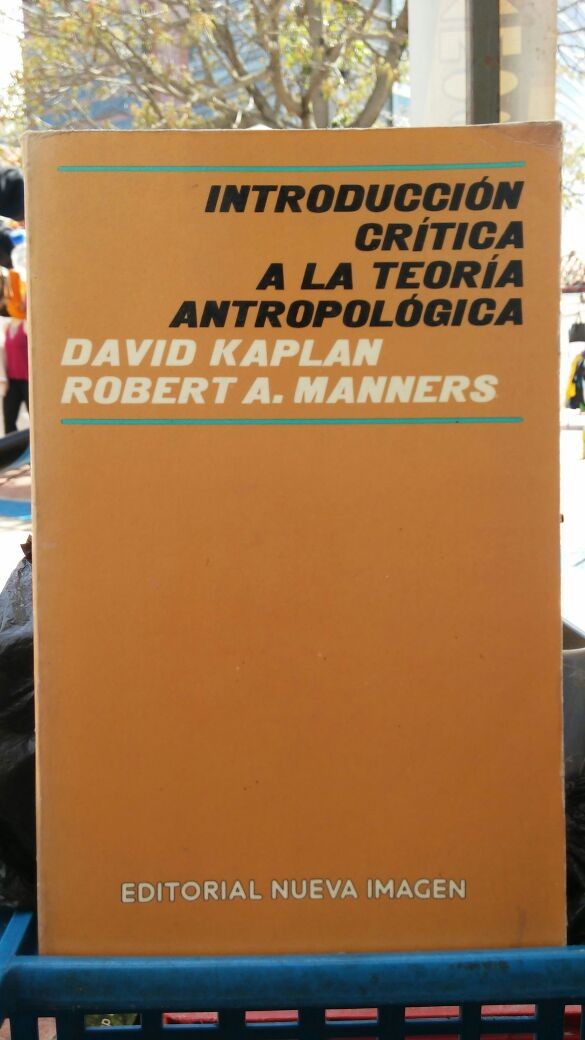 INTRODUCCIÓN
CRÍTICA
A LA TEORÍA
ANTROPOLÓGICA
DAVID KAPLAN
ROBERT A. MANNERS
EDITORIAL NUEVA IMAGEN